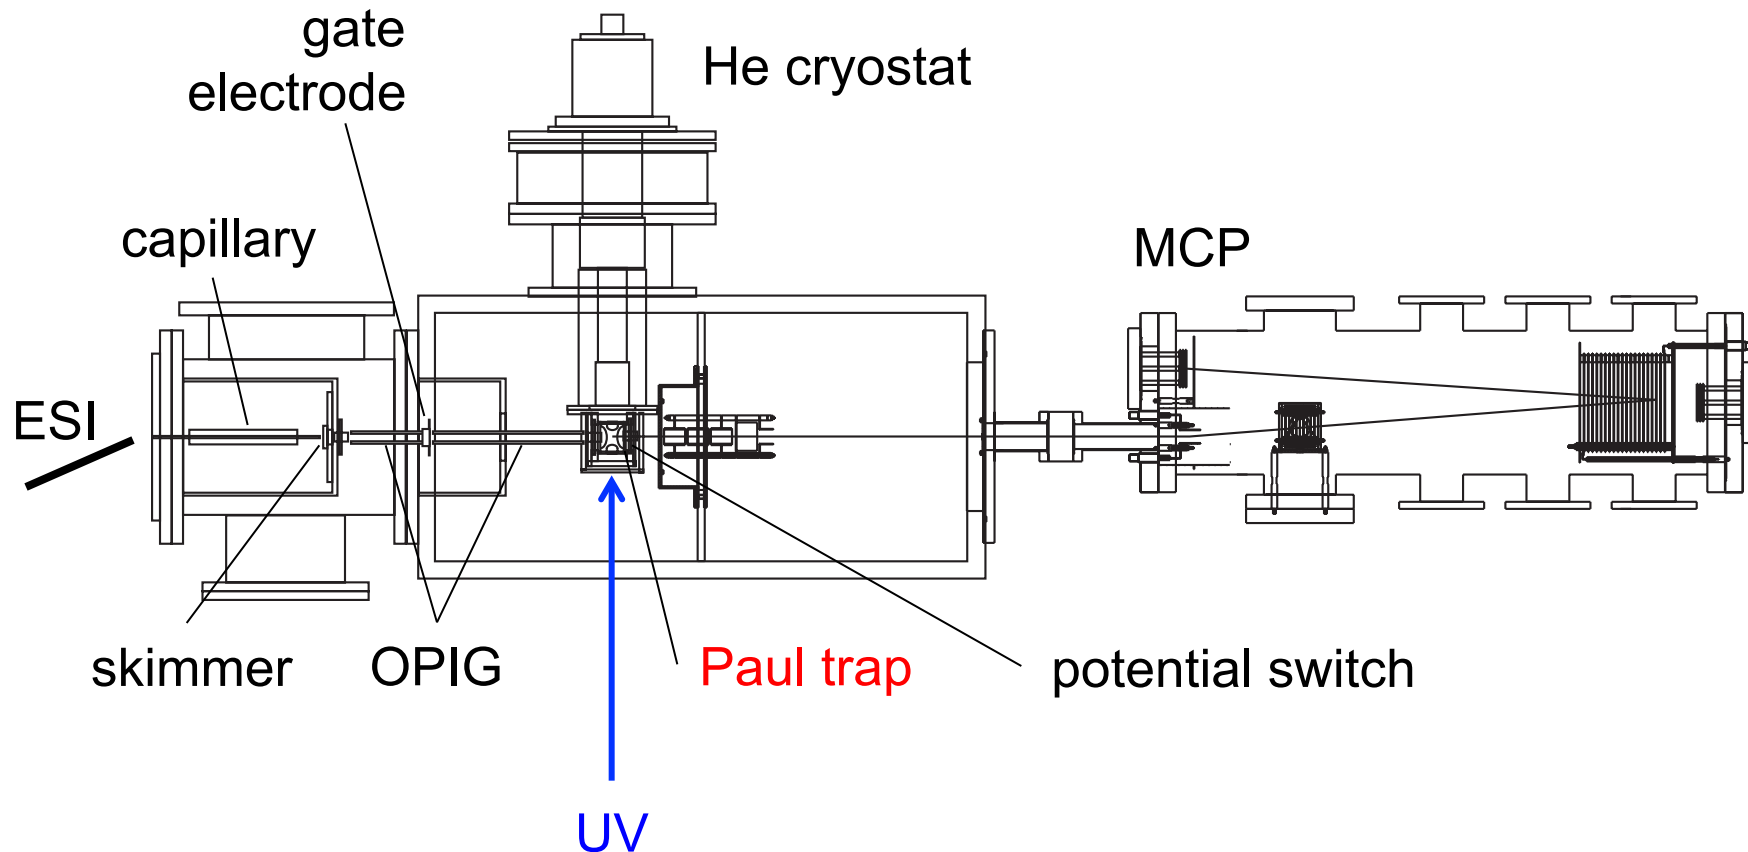 gate
electrode
He cryostat
capillary
MCP
ESI
skimmer
OPIG
Paul trap
potential switch
UV